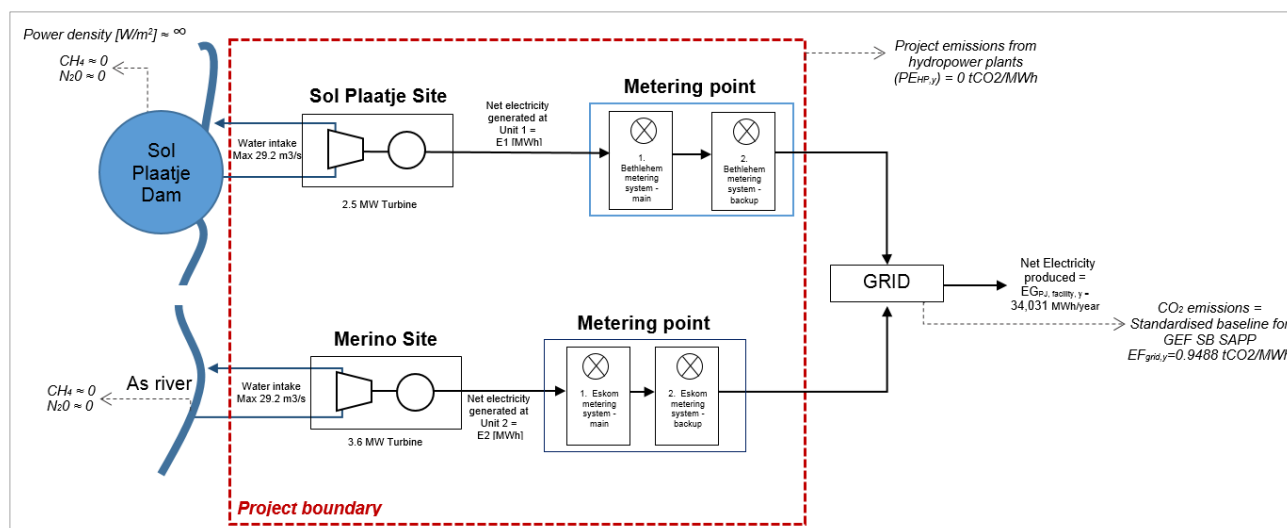 Power density [W/m²] ≈ ∞
CH₄ ≈ 0
N₂0 ≈ 0
Sol
Plaatje
Dam
Water intake
Max 29.2 m3/s
Sol Plaatje Site
2.5 MW Turbine
Net electricity
generated at
Unit 1 =
E1 [MWh]
Metering point
1.
Bethlehem
metering
system -
main
2.
Bethlehem
metering
system -
backup
Project emissions from
hydropower plants
(PE_HP,y) = 0 tCO2/MWh
GRID
Net Electricity
produced =
EG_PJ, facility, y =
34,031 MWh/year
CO₂ emissions =
Standardised baseline for
GEF SB SAPP
EF_grid,y=0.9488 tCO2/MWh
As river
CH₄ ≈ 0
N₂0 ≈ 0
Water intake
Max 29.2 m3/s
Merino Site
3.6 MW Turbine
Net electricity
generated at
Unit 2 =
E2 [MWh]
Metering point
1. Eskom
metering
system -
main
2. Eskom
metering
system -
backup
Project boundary